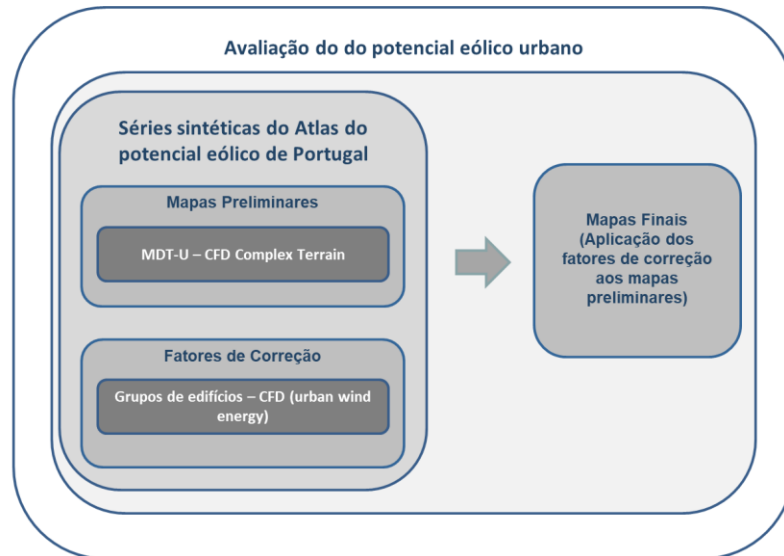 Avaliação do do potencial eólico urbano
Séries sintéticas do Atlas do
potencial eólico de Portugal
Mapas Preliminares
MDT-U – CFD Complex Terrain
Fatores de Correção
Grupos de edifícios – CFD (urban wind
energy)
Mapas Finais
(Aplicação dos
fatores de correção
aos mapas
preliminares)